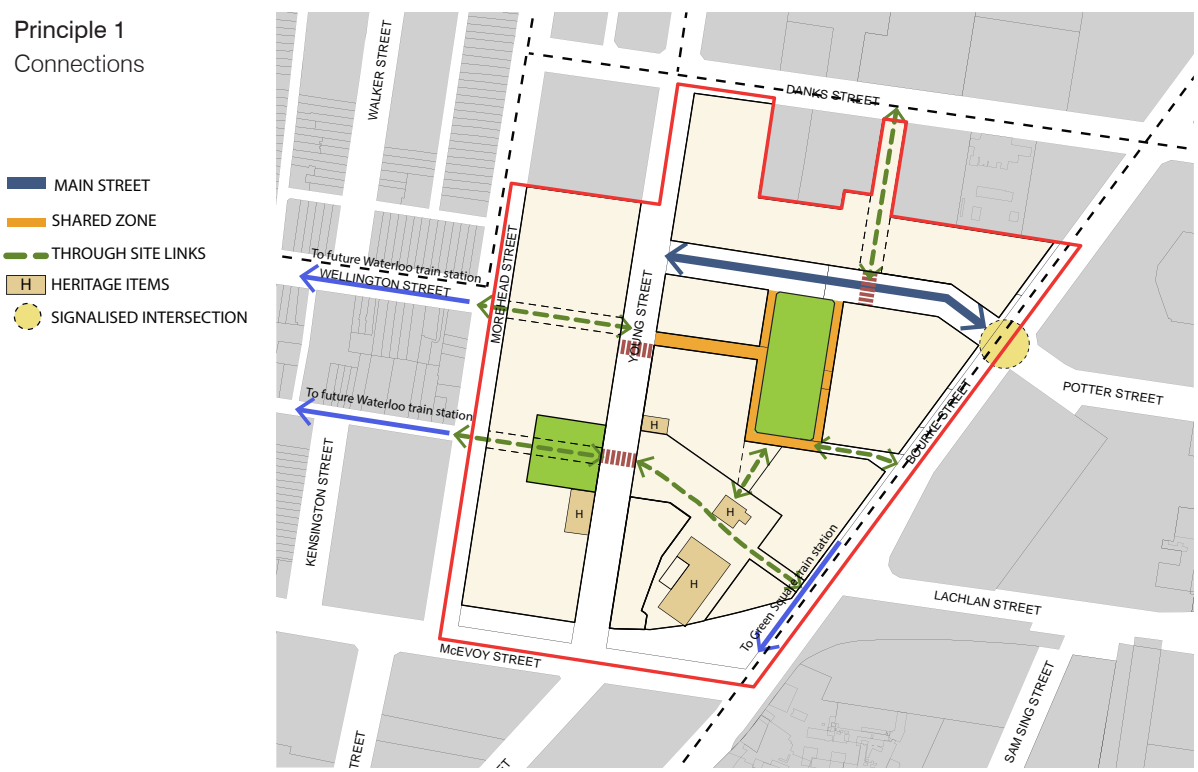 Principle 1
Connections
MAIN STREET
SHARED ZONE
THROUGH SITE LINKS
H
HERITAGE ITEMS
SIGNALISED INTERSECTION
WALKER STREET
DANKS STREET
To future Waterloo train station
WELLINGTON STREET
MOREHEAD STREET
YOUNG STREET
POTTER STREET
To future Waterloo train station
BOURKE STREET
H
KENSINGTON STREET
H
H
H
To Green Square train station
LACHLAN STREET
McEVOY STREET
SAM SING STREET
STREET
ET